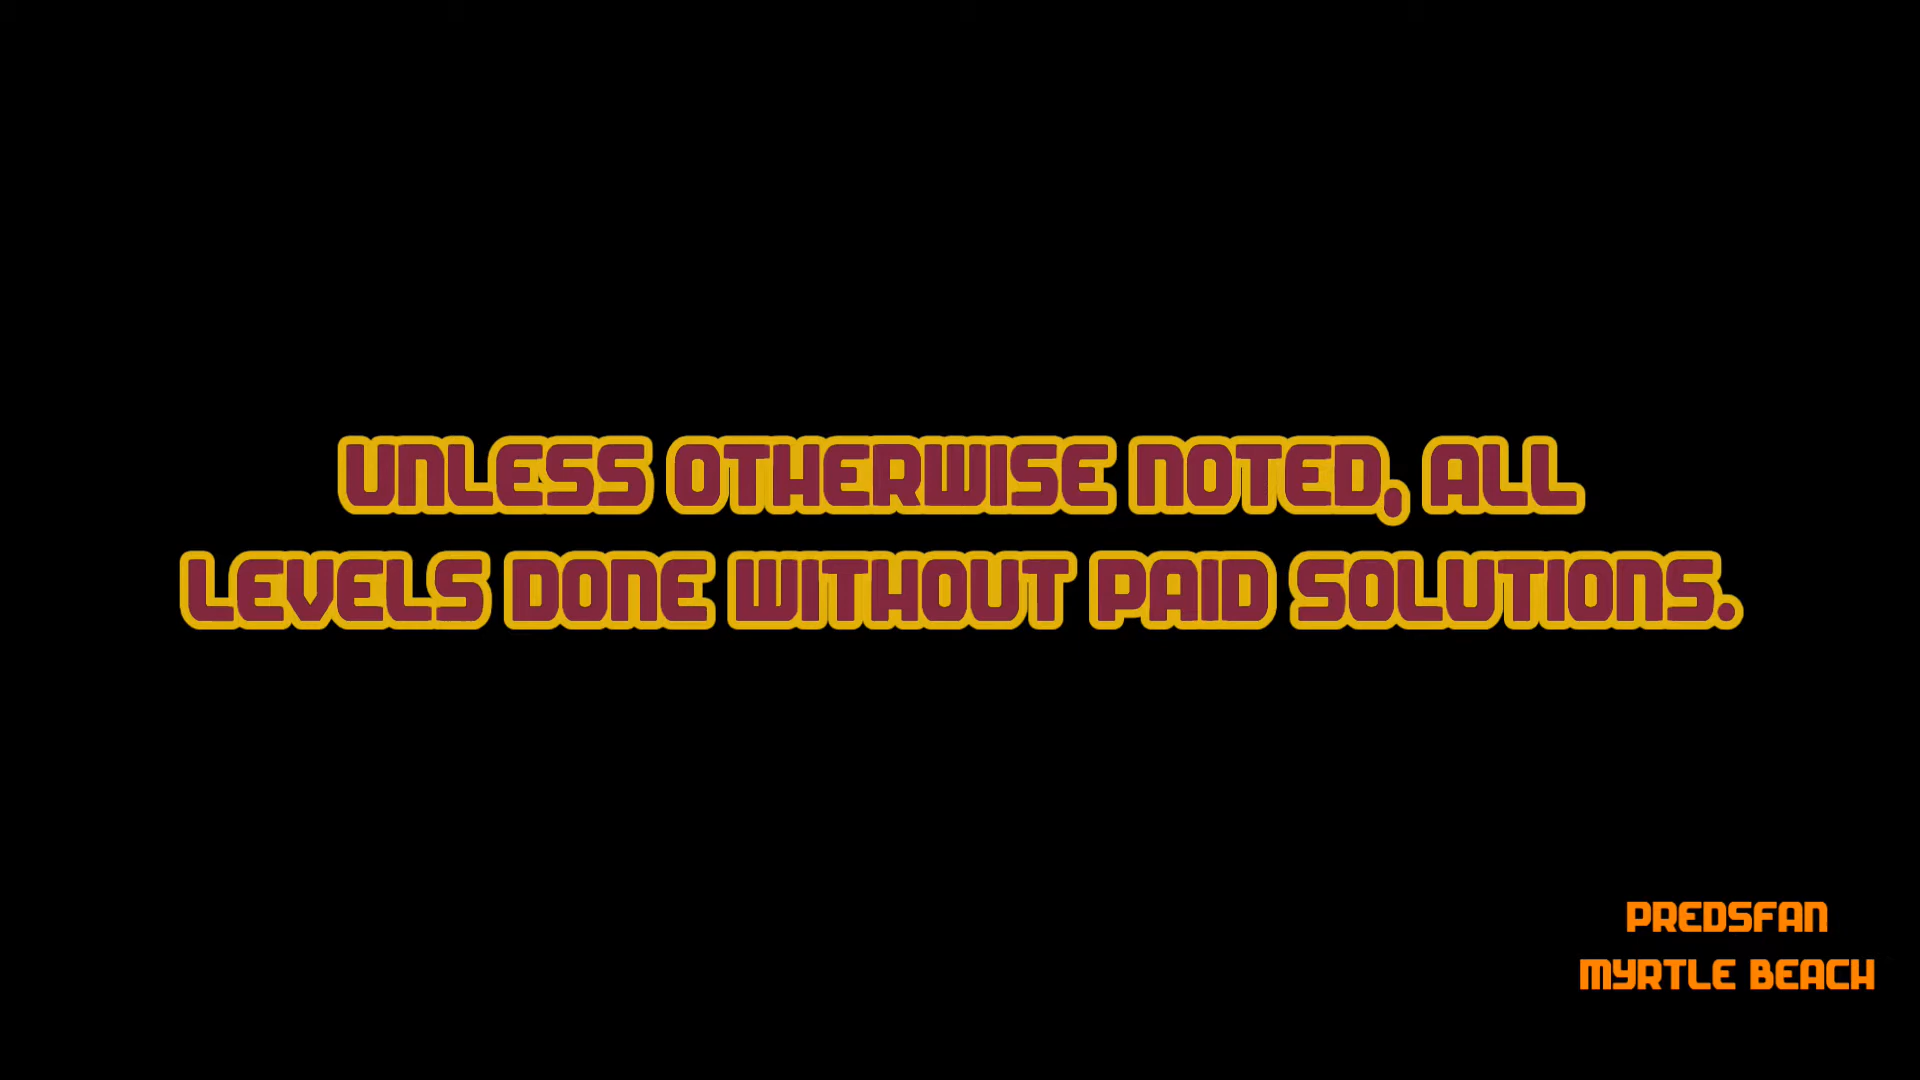 UNLESS OTHERWISE NOTED, ALL
LEVELS DONE WITHOUT PAID SOLUTIONS.
PREDSFAN
MYRTLE BEACH